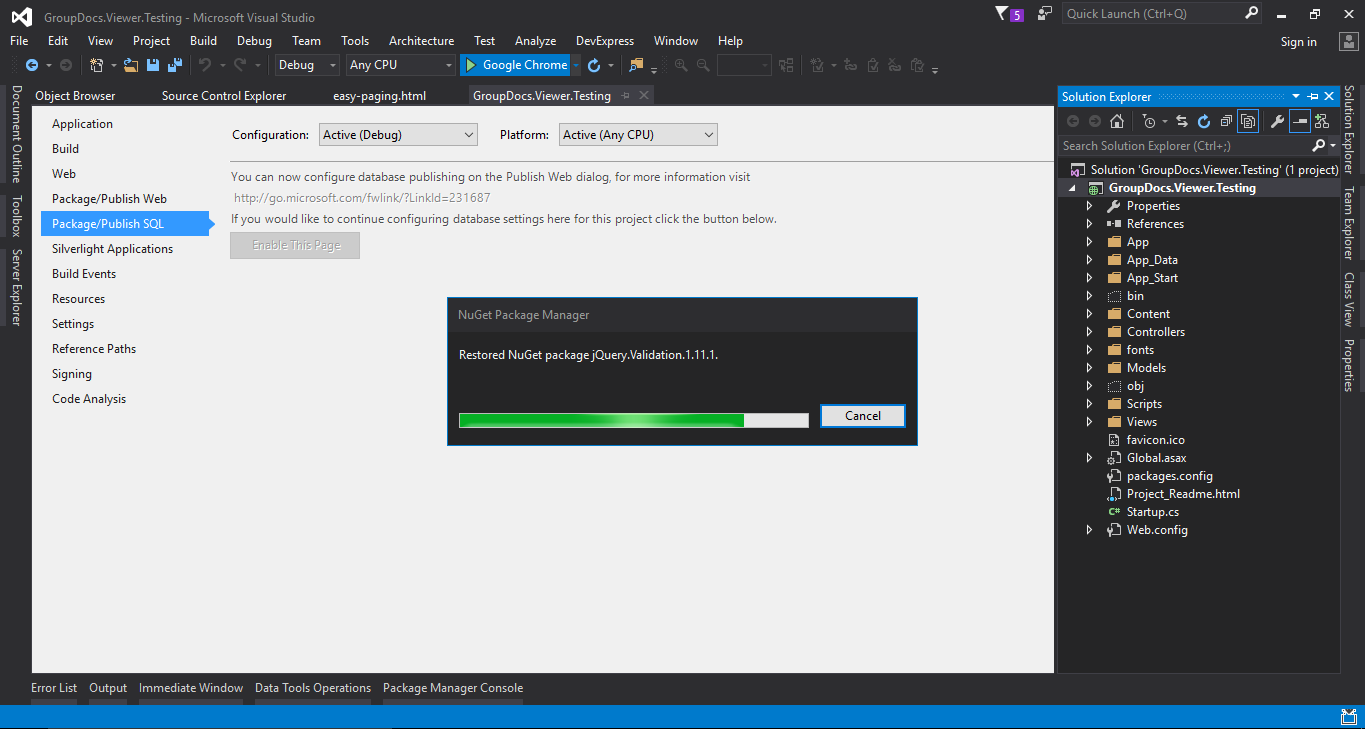 GroupDocs.Viewer.Testing - Microsoft Visual Studio
5
Quick Launch (Ctrl+Q)
File Edit View Project Build Debug Team Tools Architecture Test Analyze DevExpress Window Help
Sign in
Debug Any CPU Google Chrome
Document Outline
Toolbox
Server Explorer
Object Browser Source Control Explorer easy-paging.html GroupDocs.Viewer.Testing
Application
Build
Web
Package/Publish Web
Package/Publish SQL
Silverlight Applications
Build Events
Resources
Settings
Reference Paths
Signing
Code Analysis
Configuration: Active (Debug) Platform: Active (Any CPU)
You can now configure database publishing on the Publish Web dialog, for more information visit
http://go.microsoft.com/fwlink/?LinkId=231687
If you would like to continue configuring database settings here for this project click the button below.
Enable This Page
NuGet Package Manager
Restored NuGet package jQuery.Validation.1.11.1.
Cancel
Solution Explorer
Search Solution Explorer (Ctrl+;)
Solution 'GroupDocs.Viewer.Testing' (1 project)
GroupDocs.Viewer.Testing
Properties
References
App
App_Data
App_Start
bin
Content
Controllers
fonts
Models
obj
Scripts
Views
favicon.ico
Global.asax
packages.config
Project_Readme.html
C# Startup.cs
Web.config
Solution Explorer
Team Explorer
Class View
Properties
Error List Output Immediate Window Data Tools Operations Package Manager Console